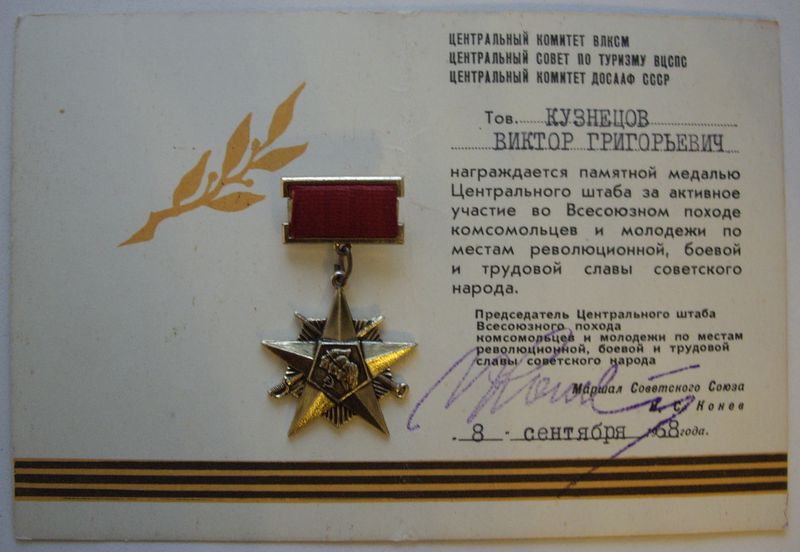 ЦЕНТРАЛЬНЫЙ КОМИТЕТ ВЛКСМ
ЦЕНТРАЛЬНЫЙ СОВЕТ ПО ТУРИЗМУ ВЦСПС
ЦЕНТРАЛЬНЫЙ КОМИТЕТ ДОСААФ СССР
Тов. КУЗНЕЦОВ
ВИКТОР ГРИГОРЬЕВИЧ
награждается памятной медалью
Центрального штаба за активное
участие во Всесоюзном походе
комсомольцев и молодежи по
местам революционной, боевой
и трудовой славы советского
народа.
Председатель Центрального штаба
Всесоюзного похода
комсомольцев и молодежи по местам
революционной, боевой и трудовой
славы советского народа
Маршал Советского Союза
И. С. Конев
8 - сентября 1968 года.